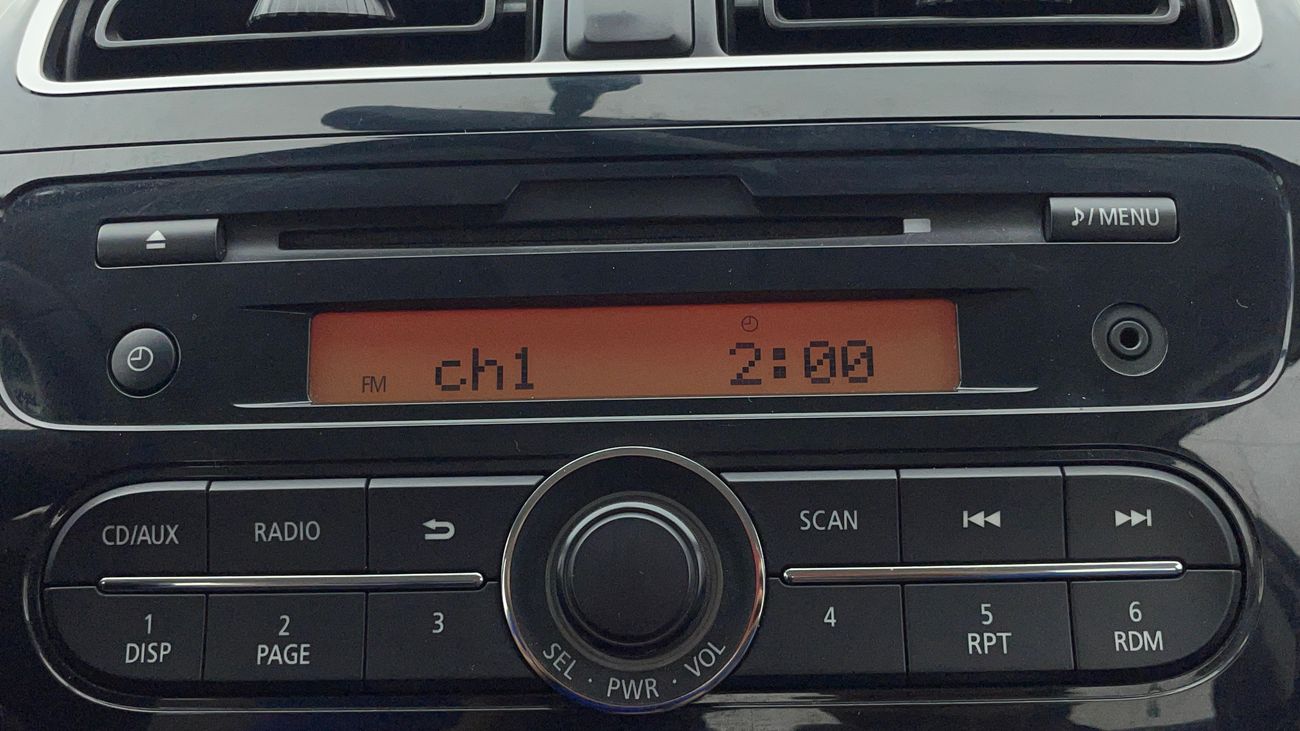 ♪/MENU
FM ch1 2:00
CD/AUX RADIO SCAN
1 2 3 4 5 6
DISP PAGE RPT RDM
SEL · PWR · VOL